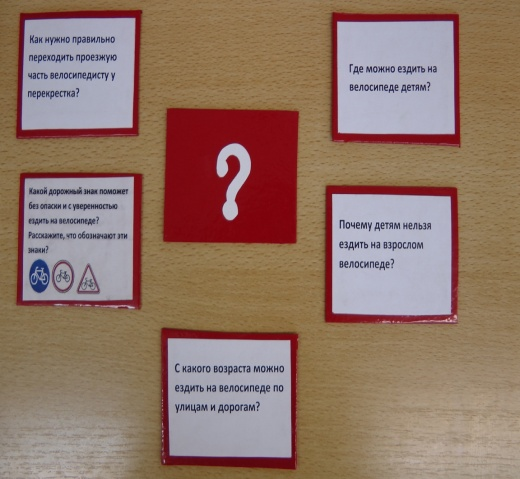 Как нужно правильно
переходить проезжую
часть велосипедисту у
перекрестка?
Где можно ездить на
велосипеде детям?
?
Какой дорожный знак поможет
без опаски и с уверенностью
ездить на велосипеде?
Расскажите, что обозначают эти
знаки?
Почему детям нельзя
ездить на взрослом
велосипеде?
С какого возраста можно
ездить на велосипеде по
улицам и дорогам?